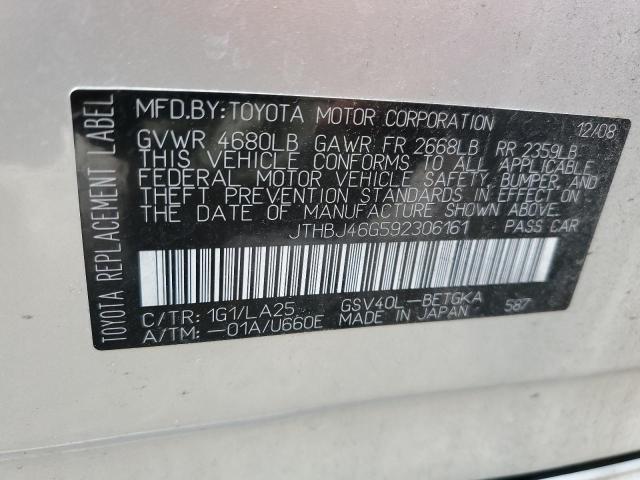 TOYOTA REPLACEMENT LABEL
MFD.BY:TOYOTA MOTOR CORPORATION 12/08
GVWR 4680LB GAWR FR 2668LB RR 2359LB
THIS VEHICLE CONFORMS TO ALL APPLICABLE
FEDERAL MOTOR VEHICLE SAFETY, BUMPER, AND
THEFT PREVENTION STANDARDS IN EFFECT ON
THE DATE OF MANUFACTURE SHOWN ABOVE.
JTHBJ46G592306161 PASS CAR
C/TR: 1G1/LA25 GSV40L-BETGKA 587
A/TM: -01A/U660E MADE IN JAPAN